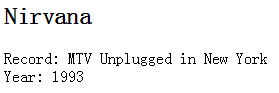 Nirvana
Record: MTV Unplugged in New York
Year: 1993